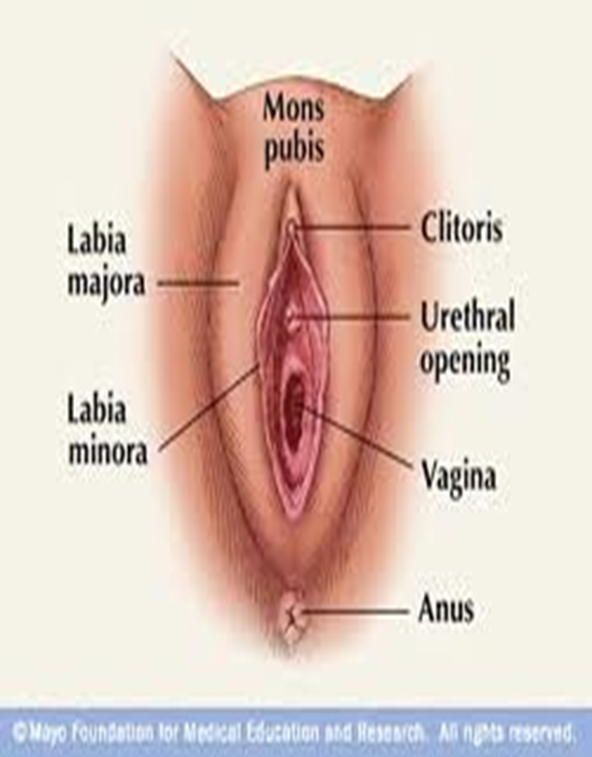 Mons
pubis
Clitoris
Labia
majora
Urethral
opening
Labia
minora
Vagina
Anus
©Mayo Foundation for Medical Education and Research. All rights reserved.